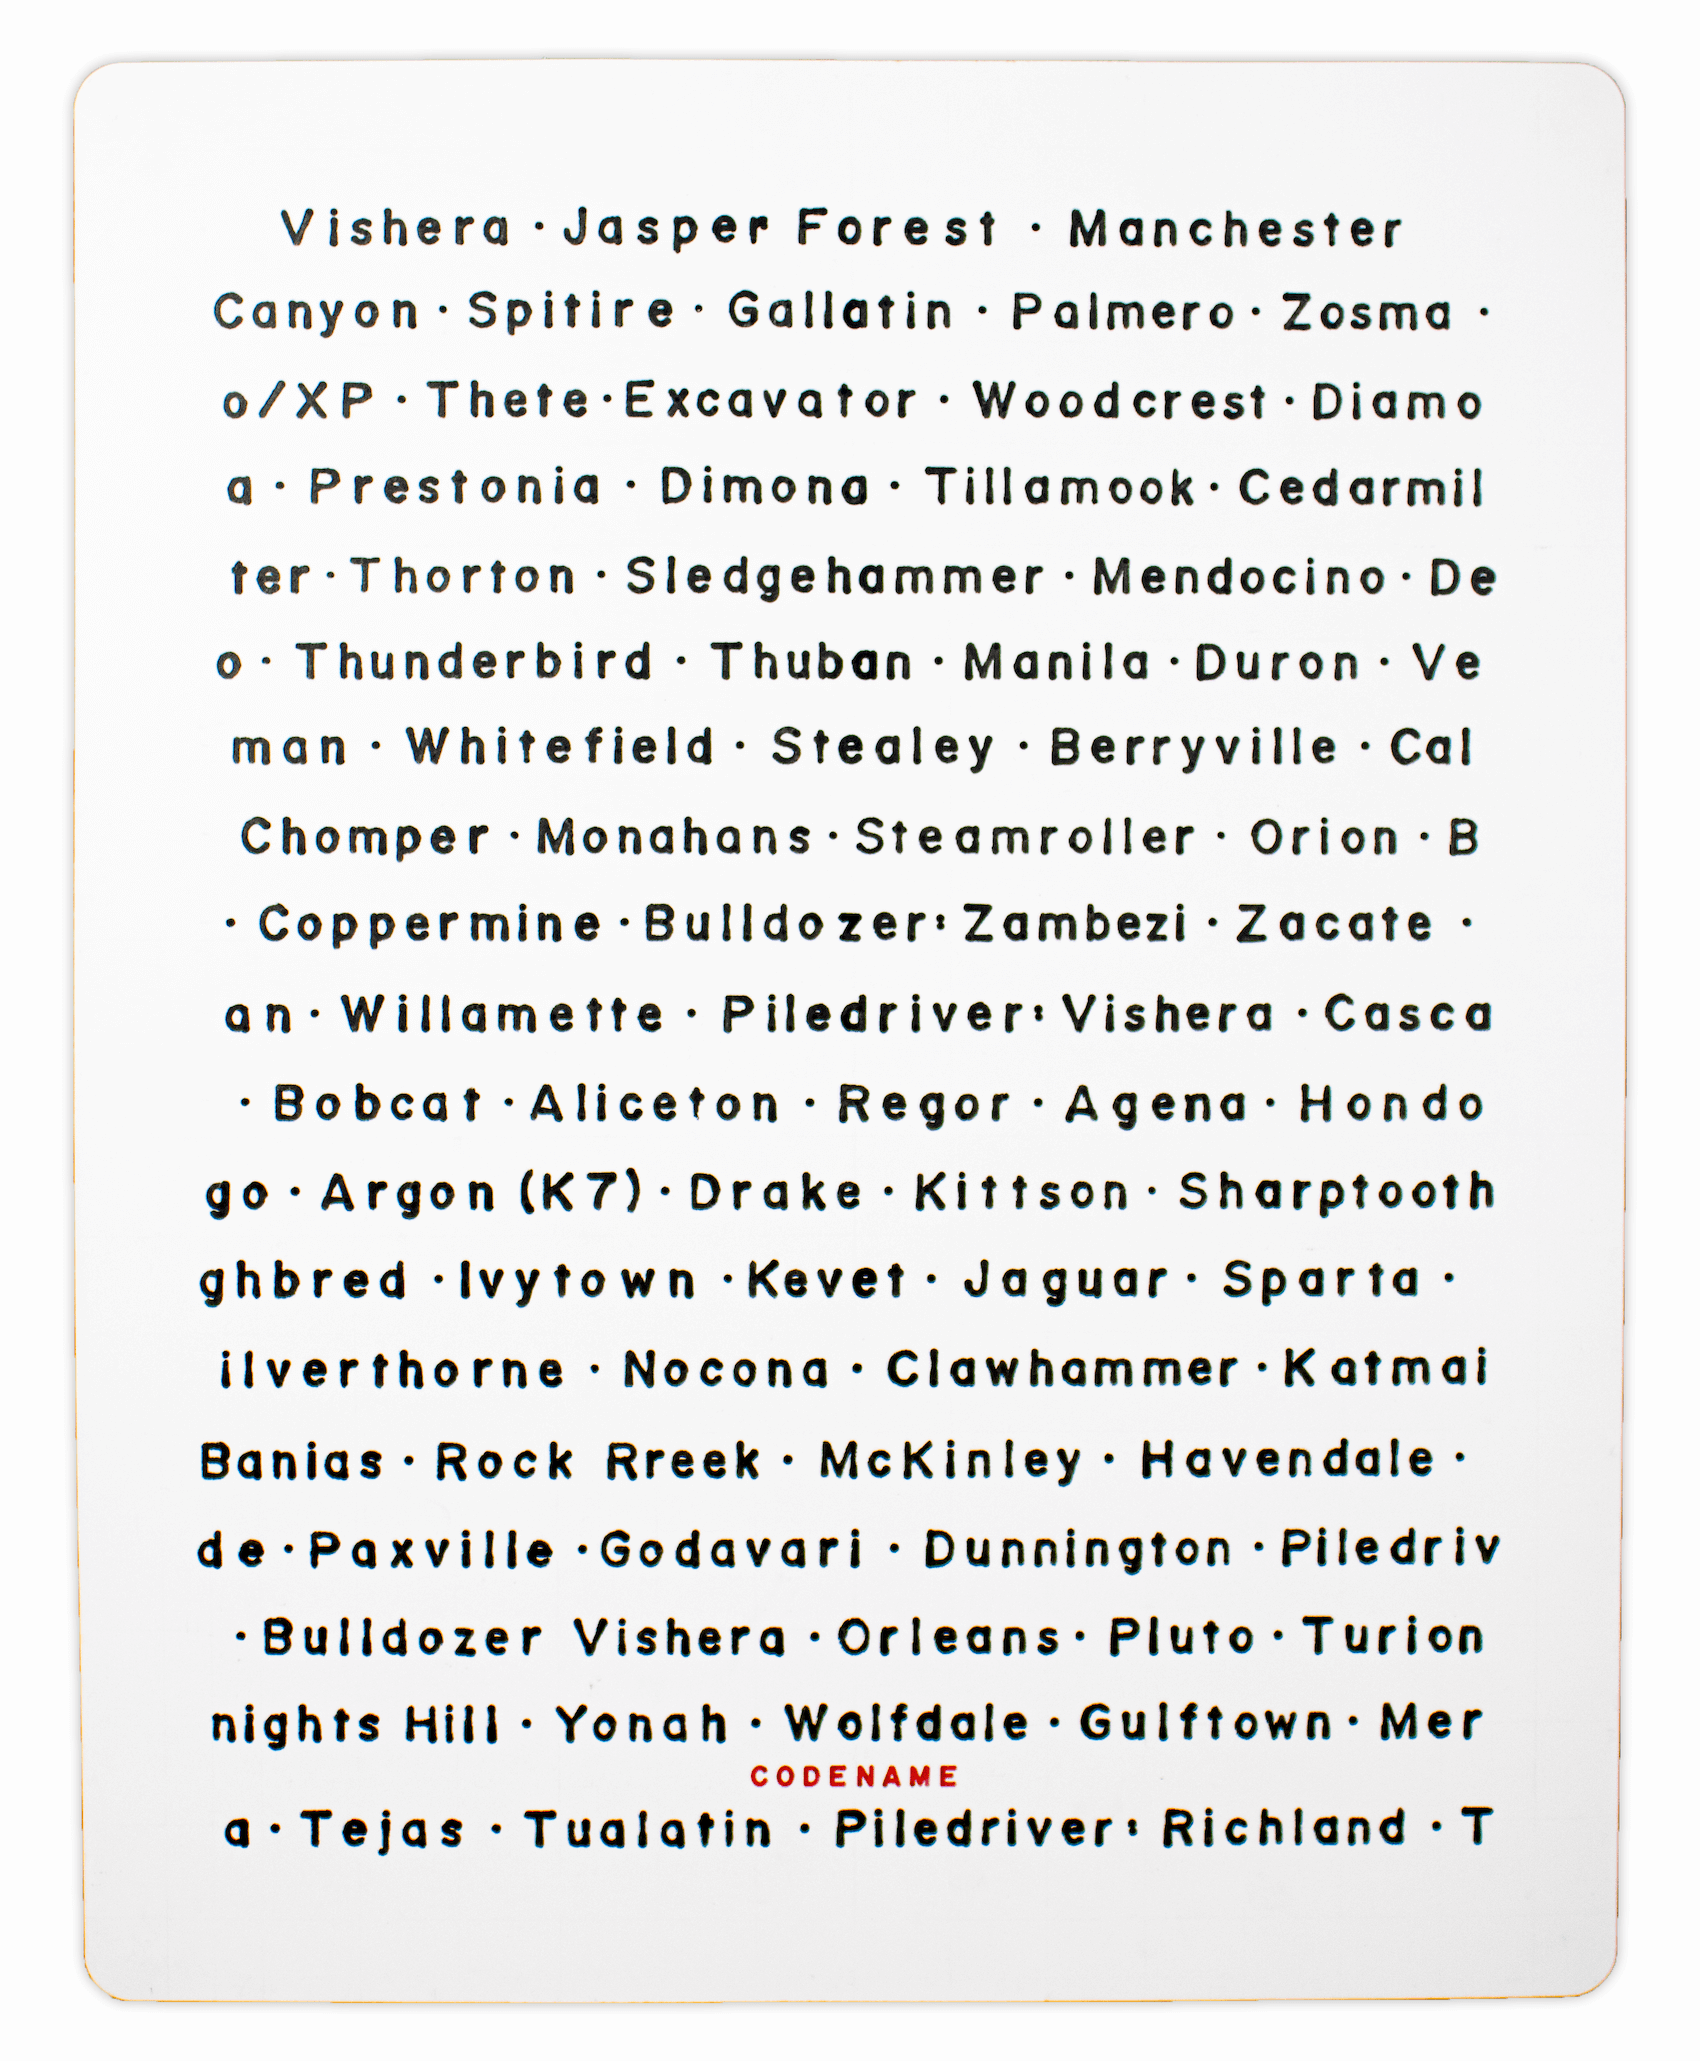 Vishera · Jasper Forest · Manchester
Canyon · Spitire · Gallatin · Palmero · Zosma ·
o/XP · Thete · Excavator · Woodcrest · Diamo
a · Prestonia · Dimona · Tillamook · Cedarmil
ter · Thorton · Sledgehammer · Mendocino · De
o · Thunderbird · Thuban · Manila · Duron · Ve
man · Whitefield · Stealey · Berryville · Cal
Chomper · Monahans · Steamroller · Orion · B
· Coppermine · Bulldozer: Zambezi · Zacate ·
an · Willamette · Piledriver: Vishera · Casca
· Bobcat · Aliceton · Regor · Agena · Hondo
go · Argon (K7) · Drake · Kittson · Sharptooth
ghbred · Ivytown · Kevet · Jaguar · Sparta ·
ilverthorne · Nocona · Clawhammer · Katmai
Banias · Rock Rreek · McKinley · Havendale ·
de · Paxville · Godavari · Dunnington · Piledriv
· Bulldozer Vishera · Orleans · Pluto · Turion
nights Hill · Yonah · Wolfdale · Gulftown · Mer
CODENAME
a · Tejas · Tualatin · Piledriver: Richland · T